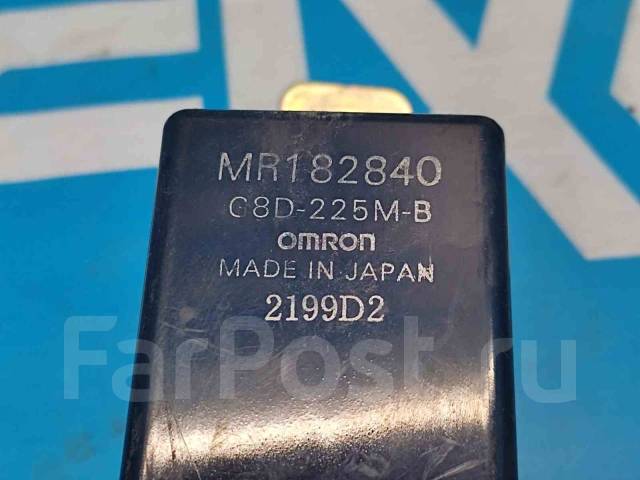 MR182840
G8D-225M-B
omron
MADE IN JAPAN
2199D2
FarPost.ru